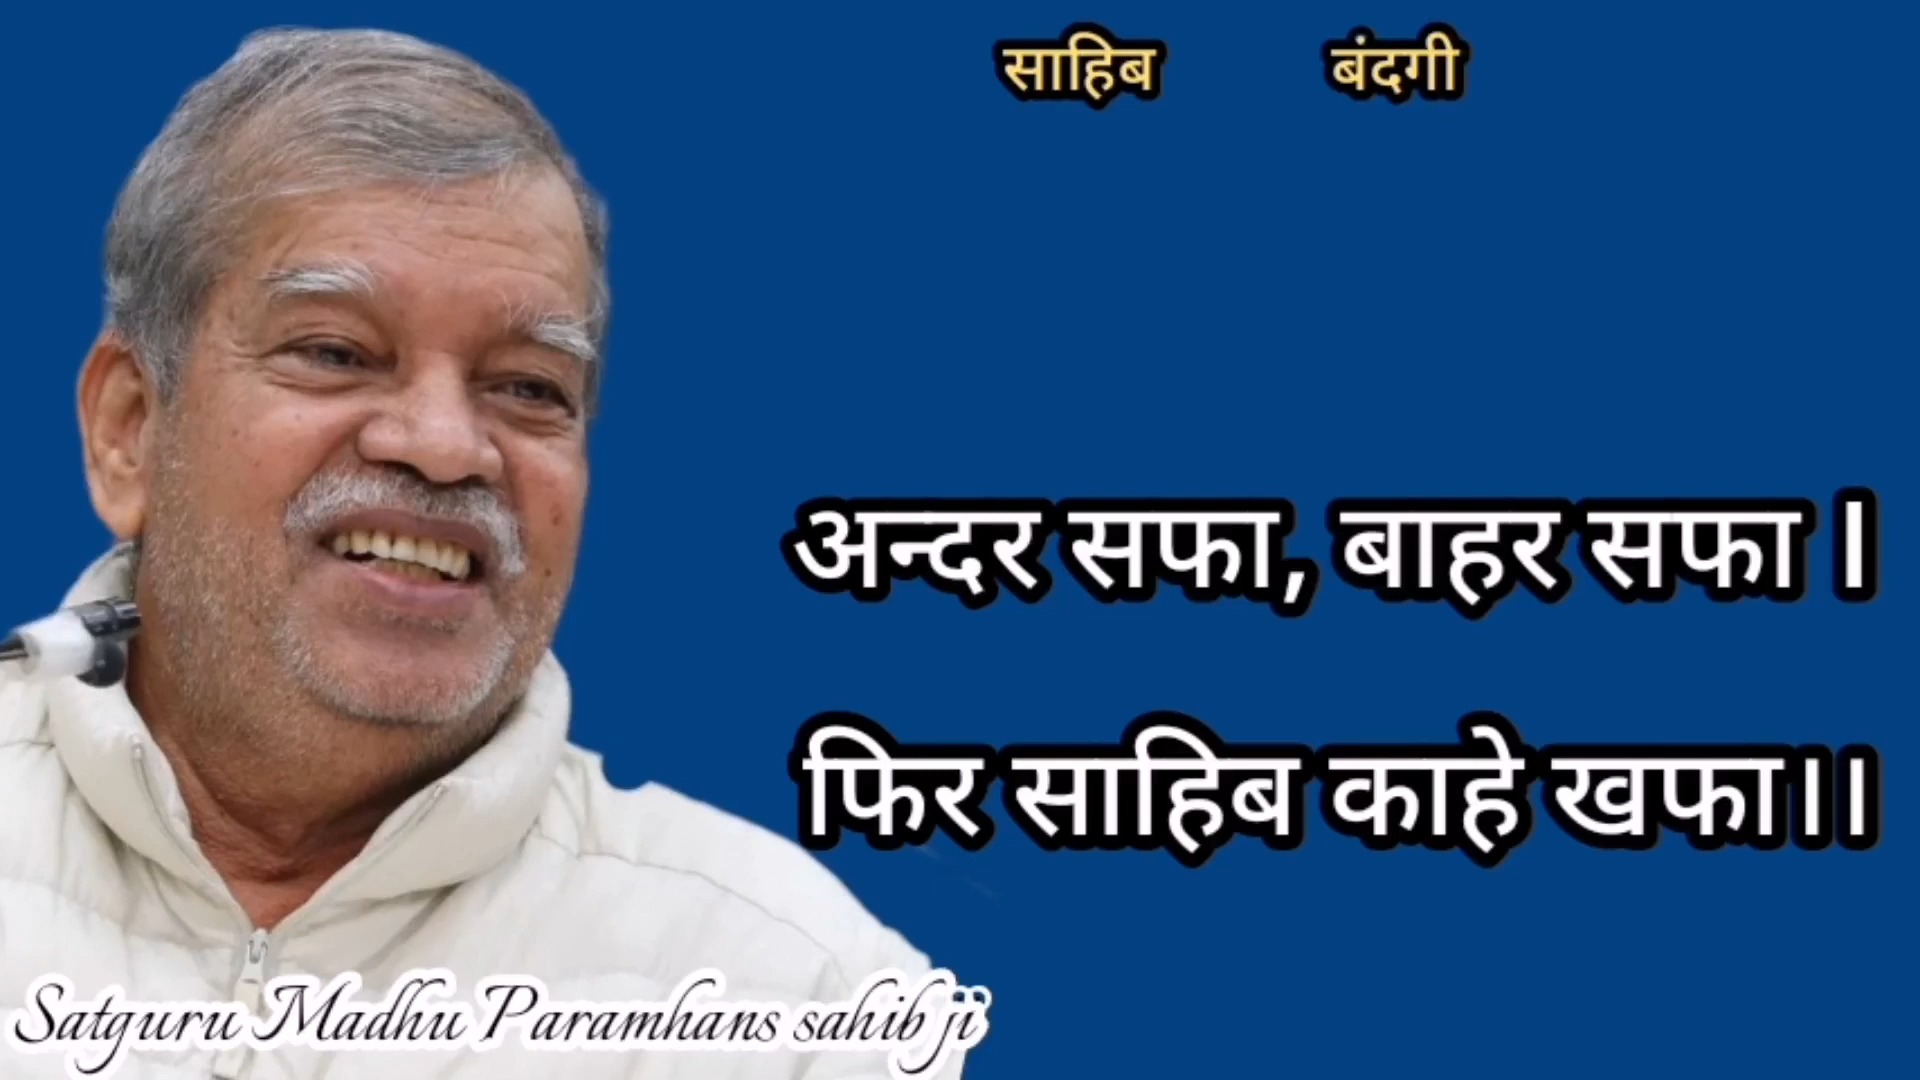 साहिब बंदगी
अन्दर सफा, बाहर सफा ।
फिर साहिब काहे खफा।।
Satguru Madhu Paramhans sahib ji